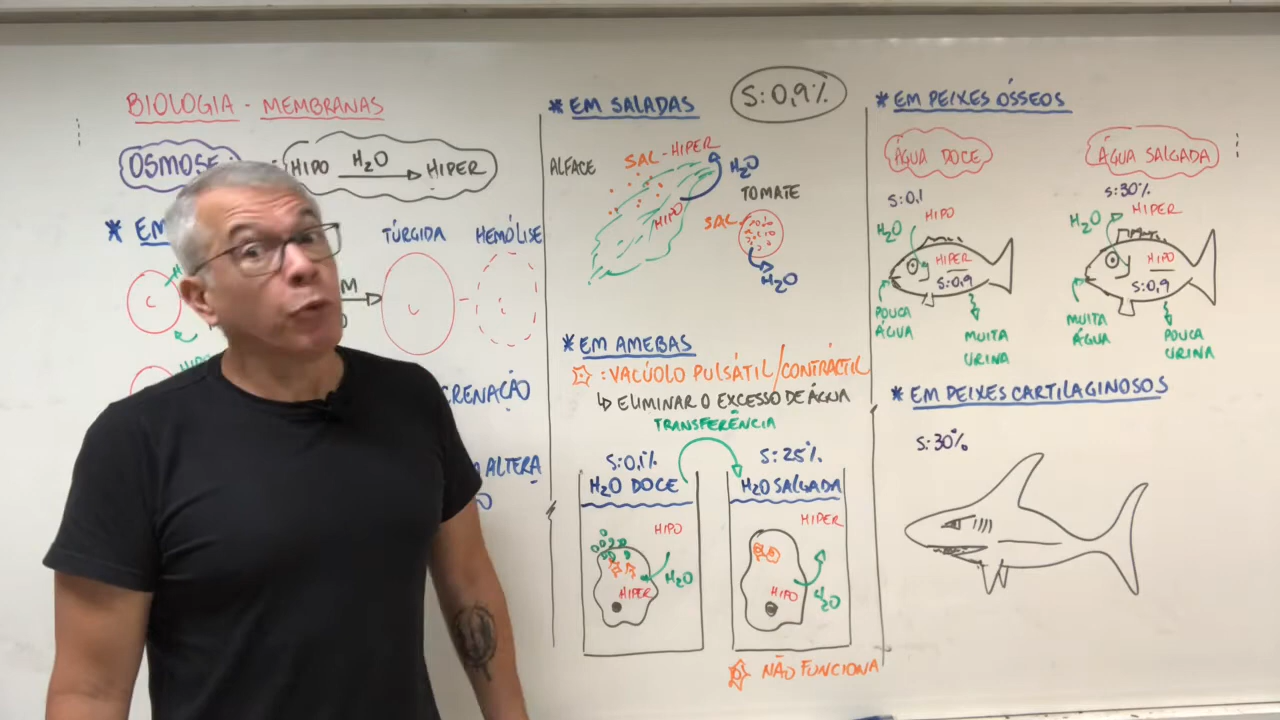 BIOLOGIA - MEMBRANAS
OSMOSE:
HIPO H₂O HIPER
* EM
TÚRGIDA
HEMÓLISE
C
C
C
M
O
HIPO
CRENAÇÃO
ALTERA
O
* EM SALADAS
S:0,9%
ALFACE
SAL-HIPER
H₂O
HIPO
TOMATE
SAL
H₂O
* EM AMEBAS
: VACÚOLO PULSÁTIL/CONTRÁCTIL
↳ ELIMINAR O EXCESSO DE ÁGUA
TRANSFERÊNCIA
S:0,1%
H₂O DOCE
HIPO
H₂O
HIPER
S:25%
H₂O SALGADA
HIPER
HIPO
H₂O
NÃO FUNCIONA
* EM PEIXES ÓSSEOS
ÁGUA DOCE
S:0,1
H₂O
HIPO
HIPER
S:0,9
POUCA
ÁGUA
MUITA
URINA
ÁGUA SALGADA
S:30%
H₂O
HIPER
HIPO
S:0,9
MUITA
ÁGUA
POUCA
URINA
* EM PEIXES CARTILAGINOSOS
S:30%